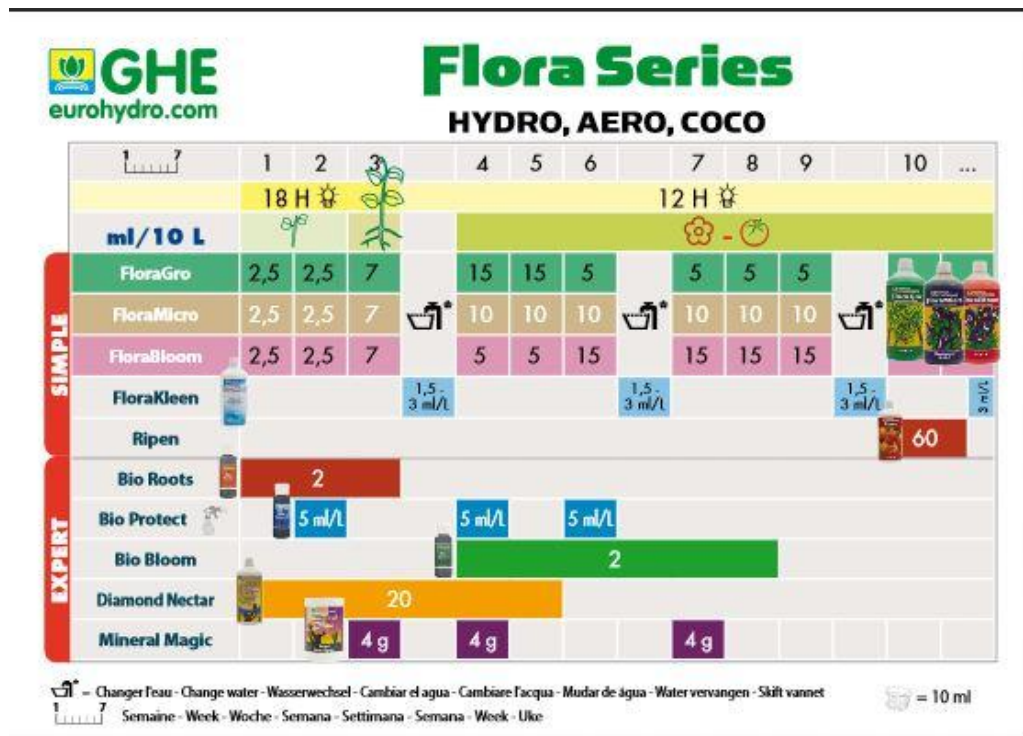 GHE
eurohydro.com
Flora Series
HYDRO, AERO, COCO
1 7 1 2 3 4 5 6 7 8 9 10 ...
18 H 12 H
ml/10 L -
SIMPLE
FloraGro 2,5 2,5 7 15 15 5 5 5 5
FloraMicro 2,5 2,5 7 * 10 10 10 * 10 10 10 *
FloraBloom 2,5 2,5 7 5 5 15 15 15 15
FloraKleen 1,5 - 3 ml/L 1,5 - 3 ml/L 1,5 - 3 ml/L 3 ml/L
Ripen 60
EXPERT
Bio Roots 2
Bio Protect 5 ml/L 5 ml/L 5 ml/L
Bio Bloom 2
Diamond Nectar 20
Mineral Magic 4 g 4 g 4 g
* = Changer l'eau - Change water - Wasserwechsel - Cambiar el agua - Cambiare l'acqua - Mudar de água - Water vervangen - Skift vannet
= 10 ml
1 7 Semaine - Week - Woche - Semana - Settimana - Semana - Week - Uke